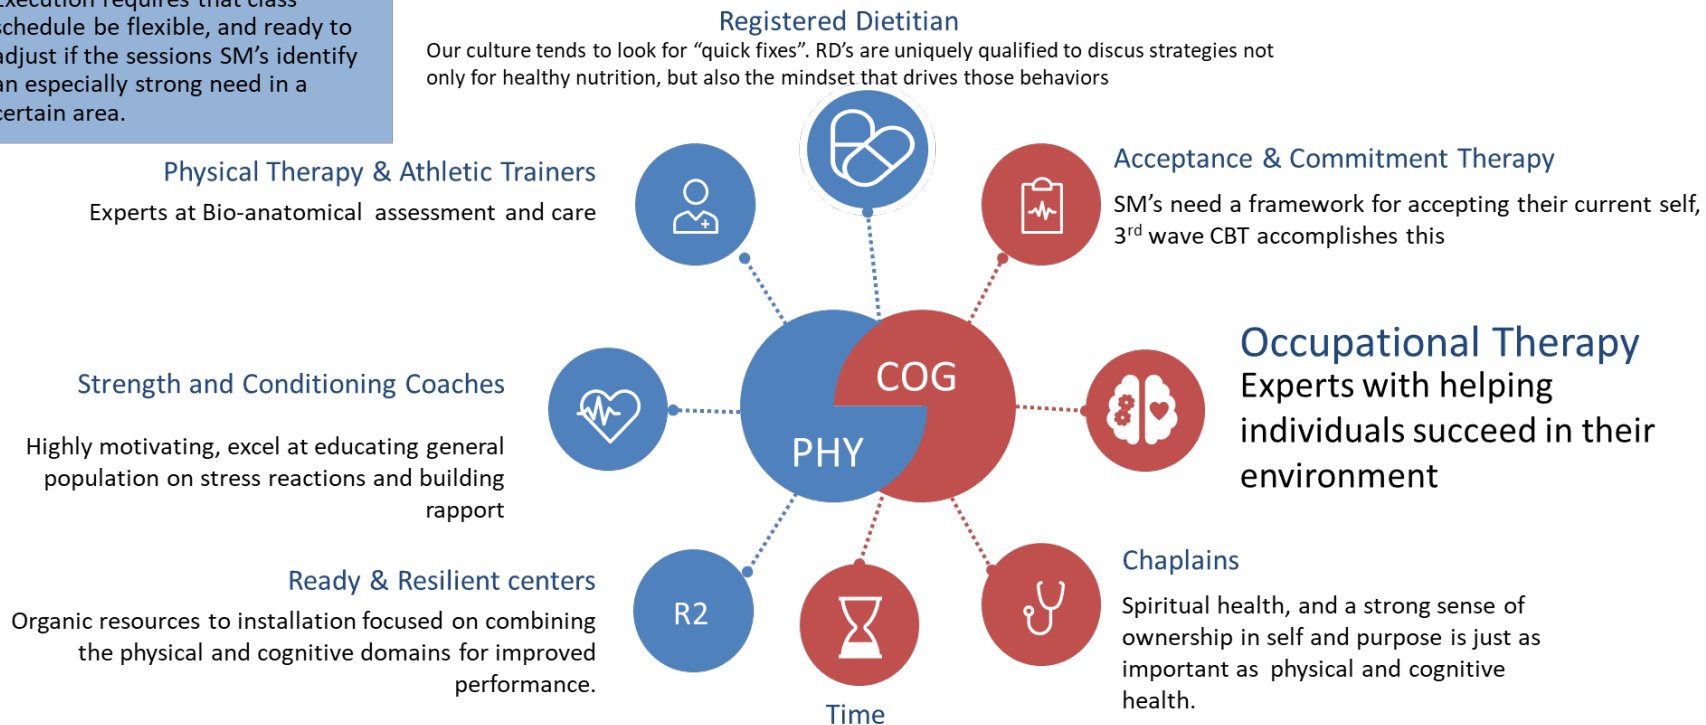 Execution requires that class
schedule be flexible, and ready to
adjust if the sessions SM's identify
an especially strong need in a
certain area.
Registered Dietitian
Our culture tends to look for “quick fixes”. RD’s are uniquely qualified to discus strategies not
only for healthy nutrition, but also the mindset that drives those behaviors
Physical Therapy & Athletic Trainers
Experts at Bio-anatomical assessment and care
Acceptance & Commitment Therapy
SM’s need a framework for accepting their current self,
3rd wave CBT accomplishes this
Strength and Conditioning Coaches
Highly motivating, excel at educating general
population on stress reactions and building
rapport
COG
PHY
Occupational Therapy
Experts with helping
individuals succeed in their
environment
Ready & Resilient centers
Organic resources to installation focused on combining
the physical and cognitive domains for improved
performance.
R2
Time
Chaplains
Spiritual health, and a strong sense of
ownership in self and purpose is just as
important as physical and cognitive
health.